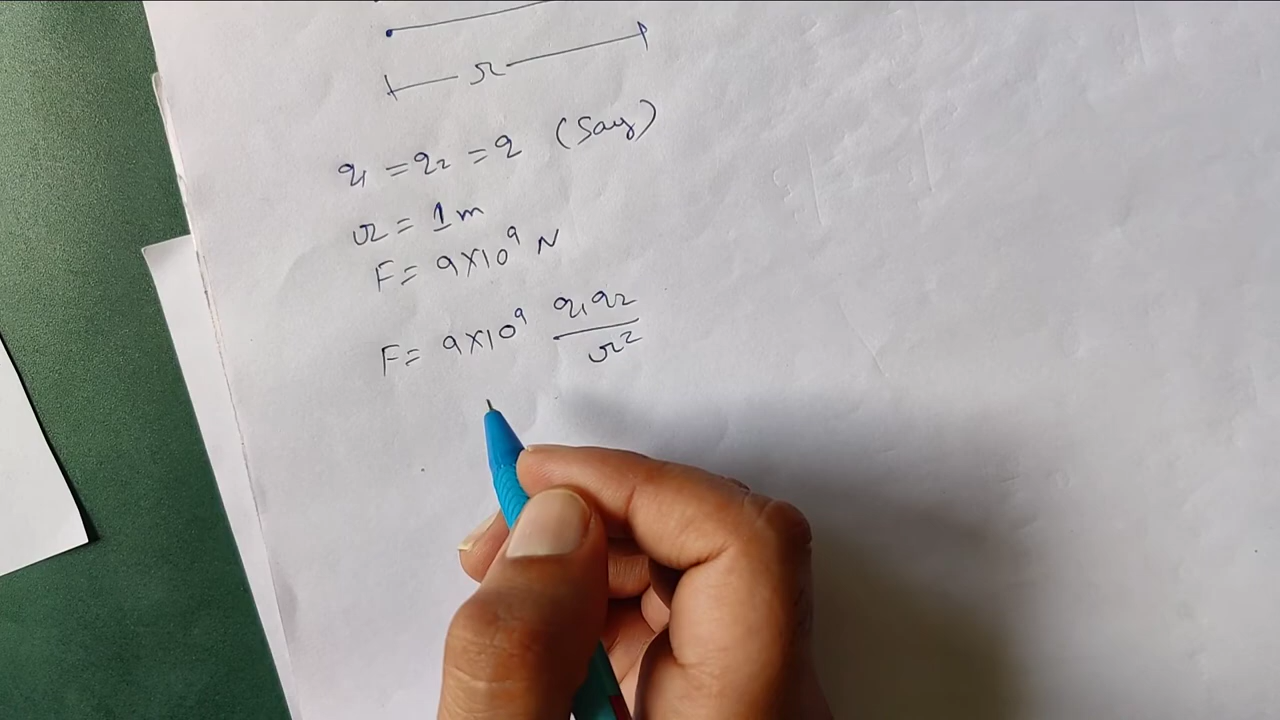 r
q₁ = q₂ = q (Say)
r = 1 m
F = 9×10⁹ N
F = 9×10⁹ q₁q₂/r²